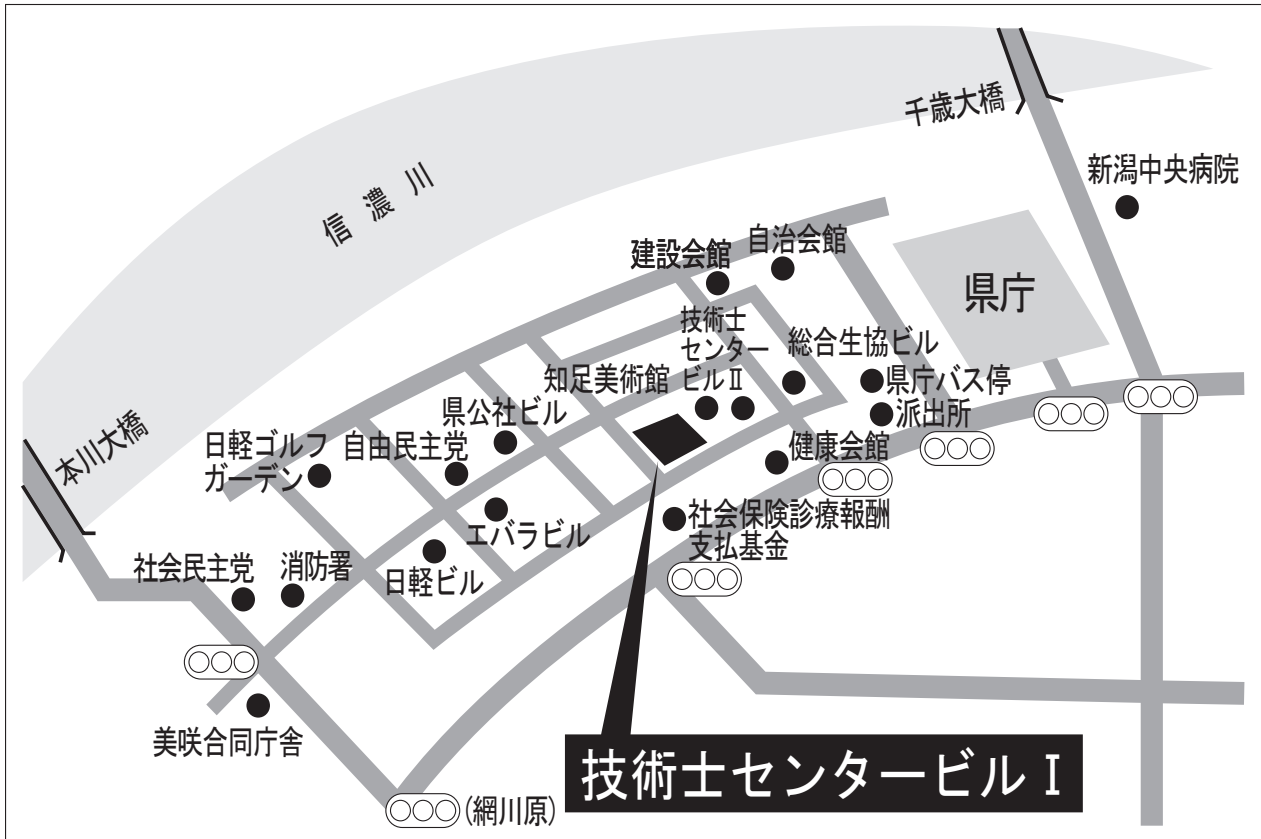 千歳大橋
新潟中央病院
信濃川
自治会館
建設会館
県庁
技術士
センター
ビルⅡ
総合生協ビル
知足美術館
県庁バス停
県公社ビル
派出所
本川大橋
日軽ゴルフ
ガーデン
自由民主党
健康会館
エバラビル
社会保険診療報酬
支払基金
社会民主党
消防署
日軽ビル
美咲合同庁舎
技術士センタービルⅠ
(網川原)